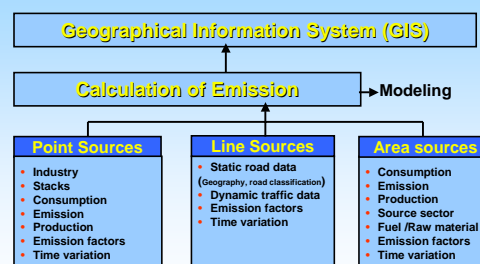 Geographical Information System (GIS)
Calculation of Emission
Modeling
Point Sources
• Industry
• Stacks
• Consumption
• Emission
• Production
• Emission factors
• Time variation
Line Sources
• Static road data
(Geography, road classification)
• Dynamic traffic data
• Emission factors
• Time variation
Area sources
• Consumption
• Emission
• Production
• Source sector
• Fuel /Raw material
• Emission factors
• Time variation